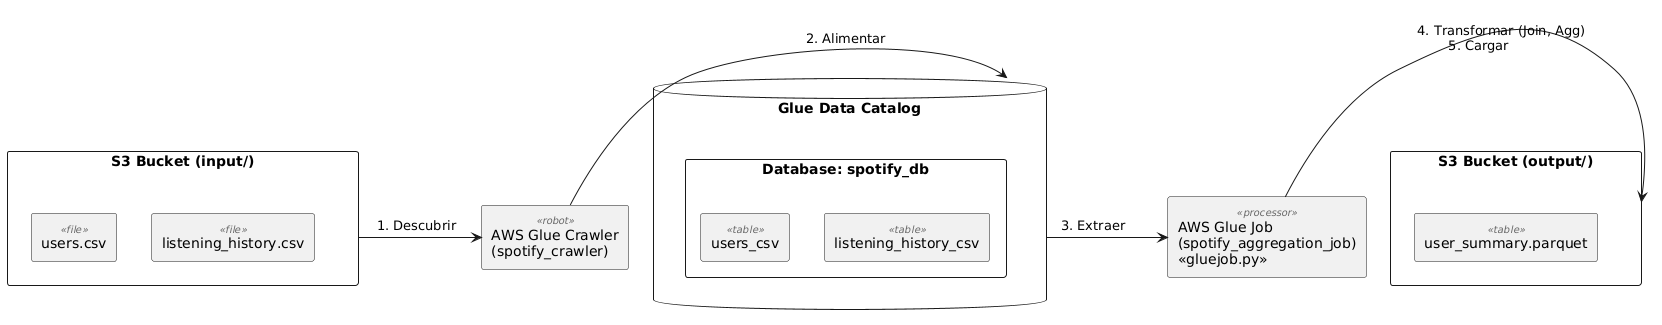 S3 Bucket (input/)
«file»
users.csv
«file»
listening_history.csv
1. Descubrir
«robot»
AWS Glue Crawler
(spotify_crawler)
2. Alimentar
Glue Data Catalog
Database: spotify_db
«table»
users_csv
«table»
listening_history_csv
3. Extraer
«processor»
AWS Glue Job
(spotify_aggregation_job)
«gluejob.py»
4. Transformar (Join, Agg)
5. Cargar
S3 Bucket (output/)
«table»
user_summary.parquet